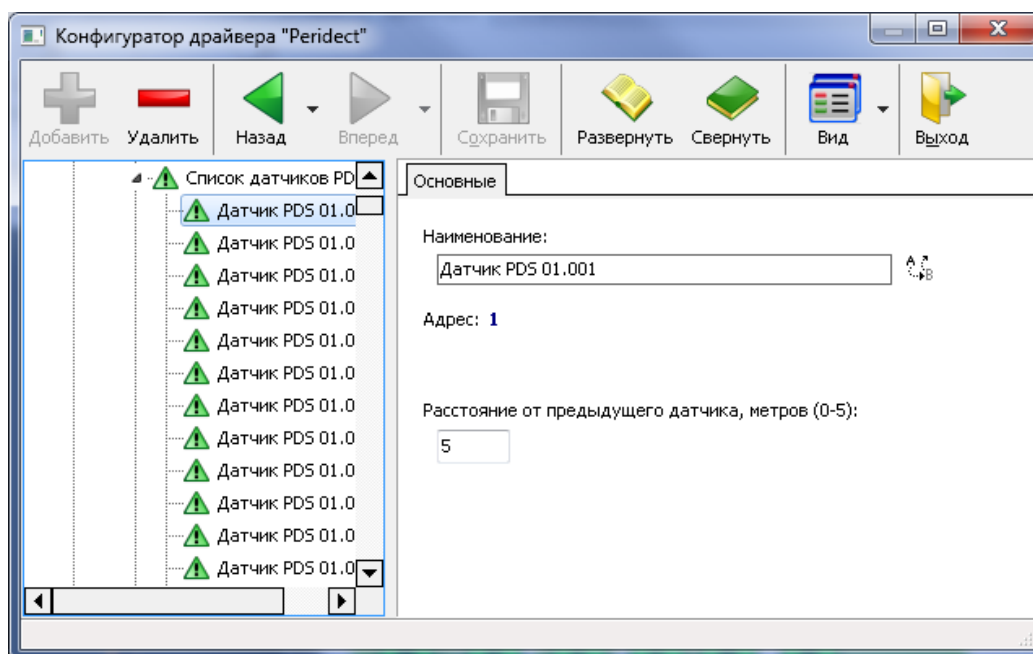 Конфигуратор драйвера "Peridect"
Добавить Удалить Назад Вперед Сохранить Развернуть Свернуть Вид Выход
Список датчиков PD
Датчик PDS 01.0
Датчик PDS 01.0
Датчик PDS 01.0
Датчик PDS 01.0
Датчик PDS 01.0
Датчик PDS 01.0
Датчик PDS 01.0
Датчик PDS 01.0
Датчик PDS 01.0
Датчик PDS 01.0
Датчик PDS 01.0
Датчик PDS 01.0
Основные
Наименование:
Датчик PDS 01.001
A B
Адрес: 1
Расстояние от предыдущего датчика, метров (0-5):
5